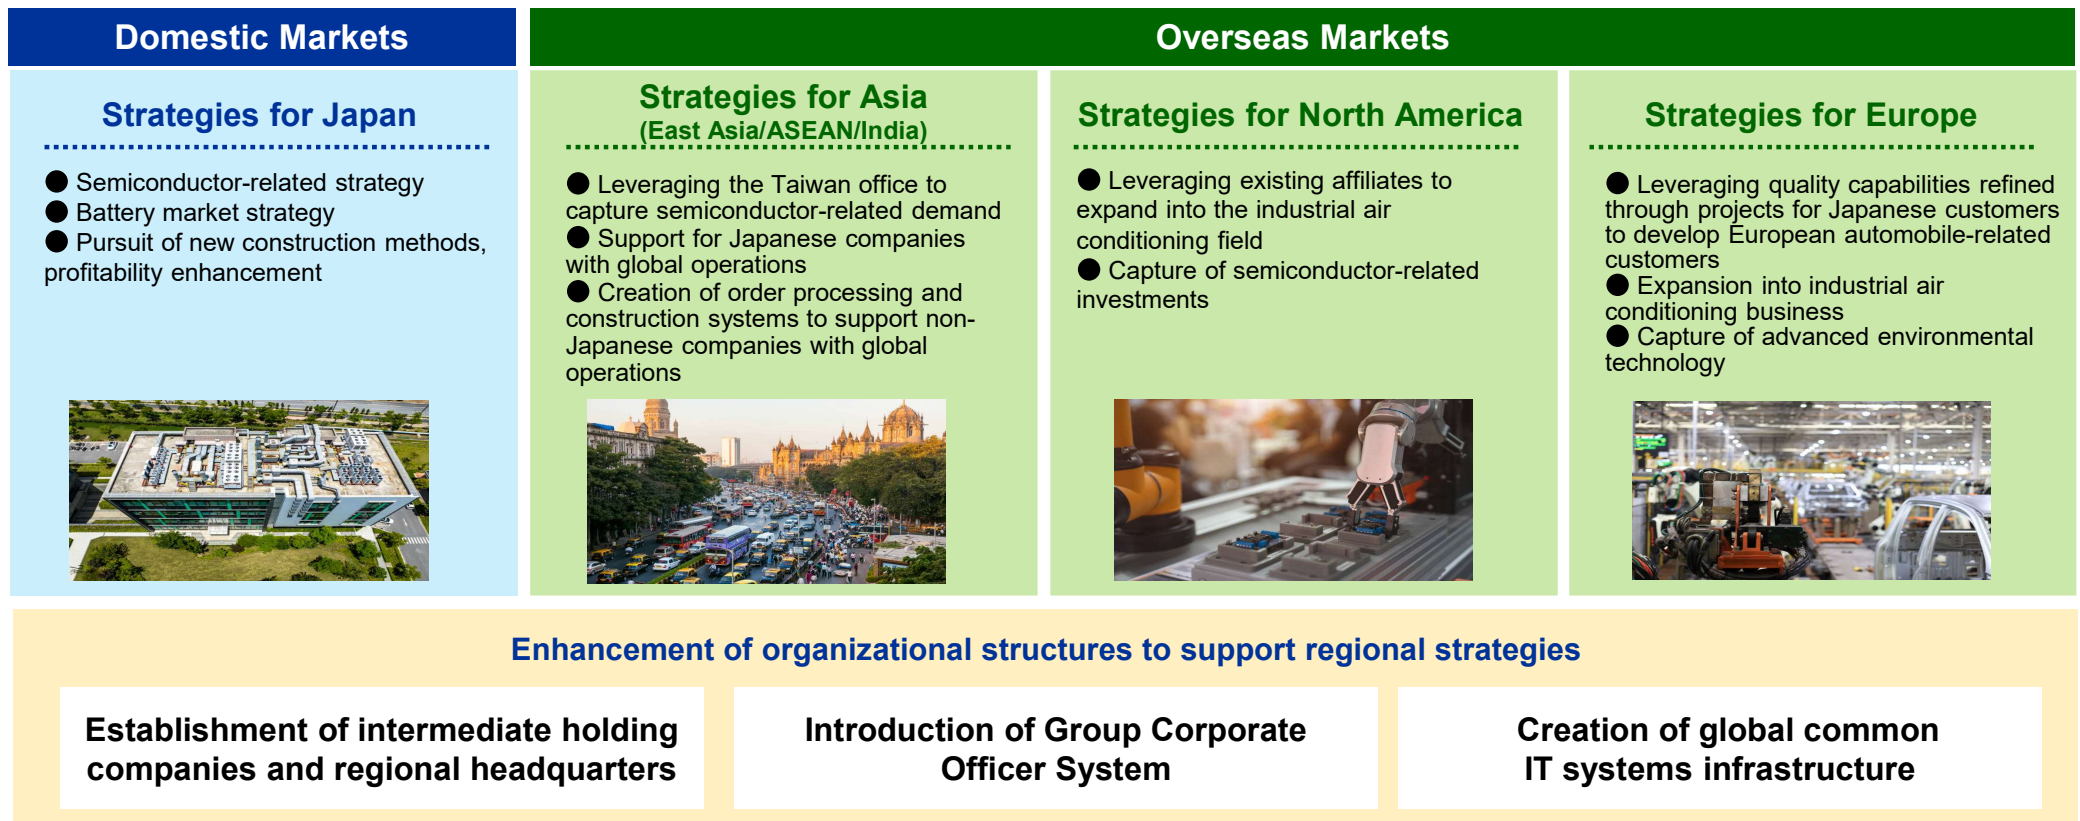 Domestic Markets
Overseas Markets
Strategies for Japan
● Semiconductor-related strategy
● Battery market strategy
● Pursuit of new construction methods,
profitability enhancement
Strategies for Asia
(East Asia/ASEAN/India)
● Leveraging the Taiwan office to
capture semiconductor-related demand
● Support for Japanese companies
with global operations
● Creation of order processing and
construction systems to support non-
Japanese companies with global
operations
Strategies for North America
● Leveraging existing affiliates to
expand into the industrial air
conditioning field
● Capture of semiconductor-related
investments
Strategies for Europe
● Leveraging quality capabilities refined
through projects for Japanese customers
to develop European automobile-related
customers
● Expansion into industrial air
conditioning business
● Capture of advanced environmental
technology
Enhancement of organizational structures to support regional strategies
Establishment of intermediate holding
companies and regional headquarters
Introduction of Group Corporate
Officer System
Creation of global common
IT systems infrastructure